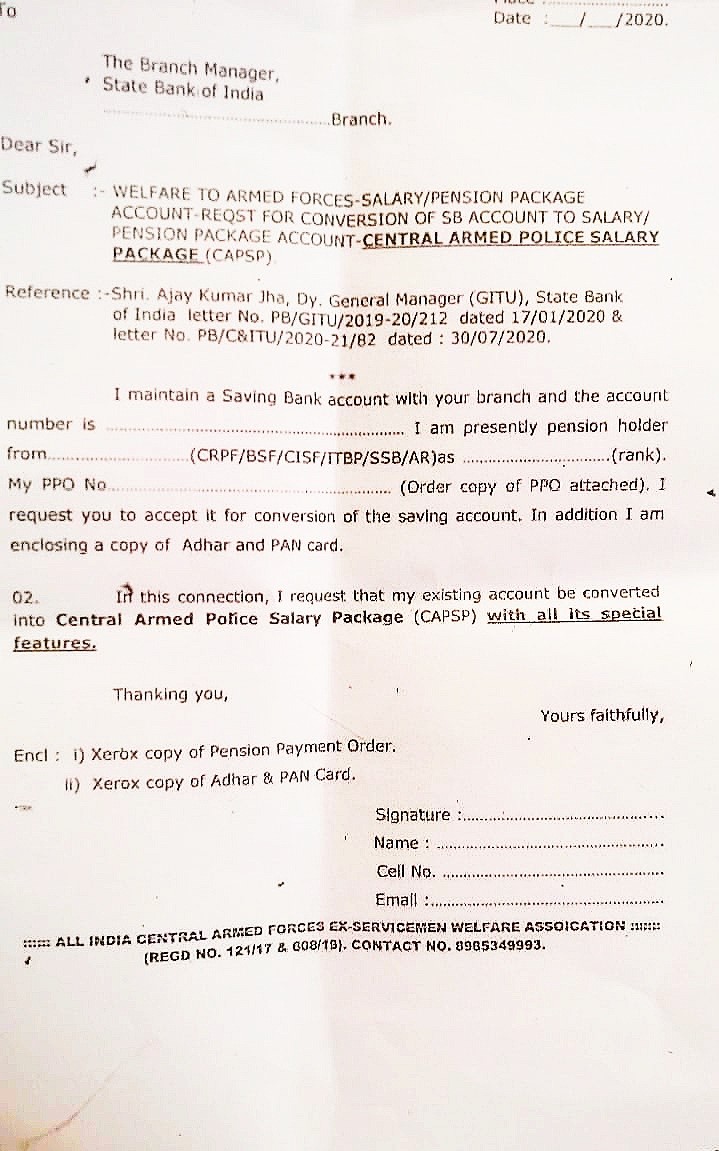 To
Place : ....................
Date : ___/___/2020.
The Branch Manager,
State Bank of India
................................................Branch.
Dear Sir,
Subject :- WELFARE TO ARMED FORCES-SALARY/PENSION PACKAGE
ACCOUNT-REQST FOR CONVERSION OF SB ACCOUNT TO SALARY/
PENSION PACKAGE ACCOUNT-CENTRAL ARMED POLICE SALARY
PACKAGE (CAPSP)
Reference :-Shri. Ajay Kumar Jha, Dy. General Manager (GITU), State Bank
of India letter No. PB/GITU/2019-20/212 dated 17/01/2020 &
letter No. PB/C&ITU/2020-21/82 dated : 30/07/2020.
***
I maintain a Saving Bank account with your branch and the account
number is ............................................................ I am presently pension holder
from............................(CRPF/BSF/CISF/ITBP/SSB/AR)as .............................(rank).
My PPO No......................................................... (Order copy of PPO attached). I
request you to accept it for conversion of the saving account. In addition I am
enclosing a copy of Adhar and PAN card.
02. In this connection, I request that my existing account be converted
into Central Armed Police Salary Package (CAPSP) with all its special
features.
Thanking you,
Yours faithfully,
Encl : i) Xerox copy of Pension Payment Order.
ii) Xerox copy of Adhar & PAN Card.
Signature :.........................................
Name : ..............................................
Cell No. .............................................
Email :................................................
:::::: ALL INDIA CENTRAL ARMED FORCES EX-SERVICEMEN WELFARE ASSOICATION ::::::
(REGD NO. 121/17 & 608/19). CONTACT NO. 8985349993.